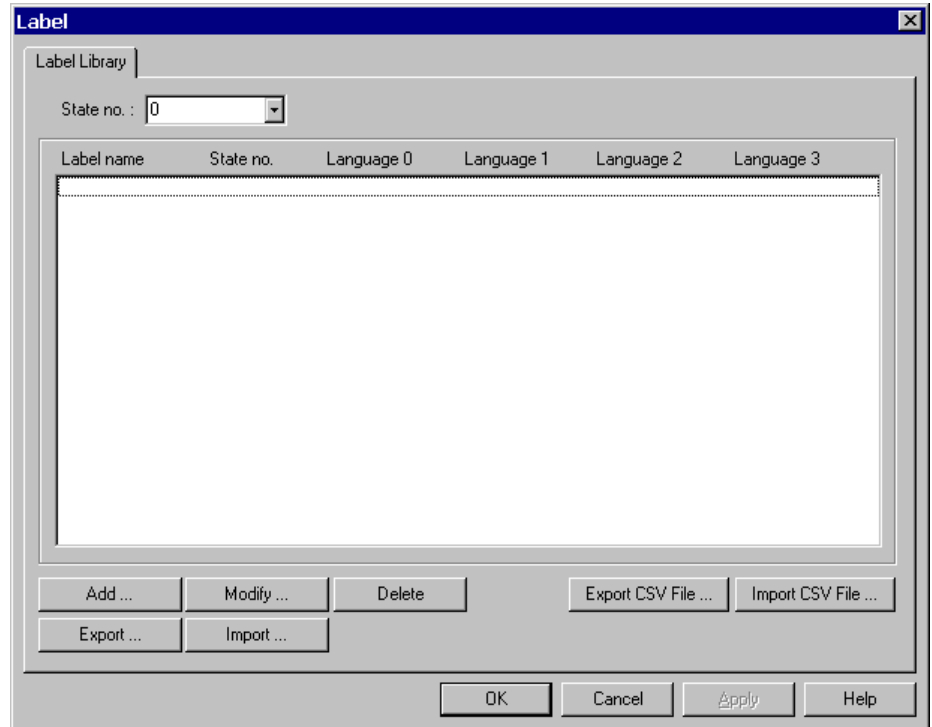 Label
Label Library
State no. : 0
Label name State no. Language 0 Language 1 Language 2 Language 3
Add ... Modify ... Delete Export CSV File ... Import CSV File ...
Export ... Import ...
OK Cancel Apply Help